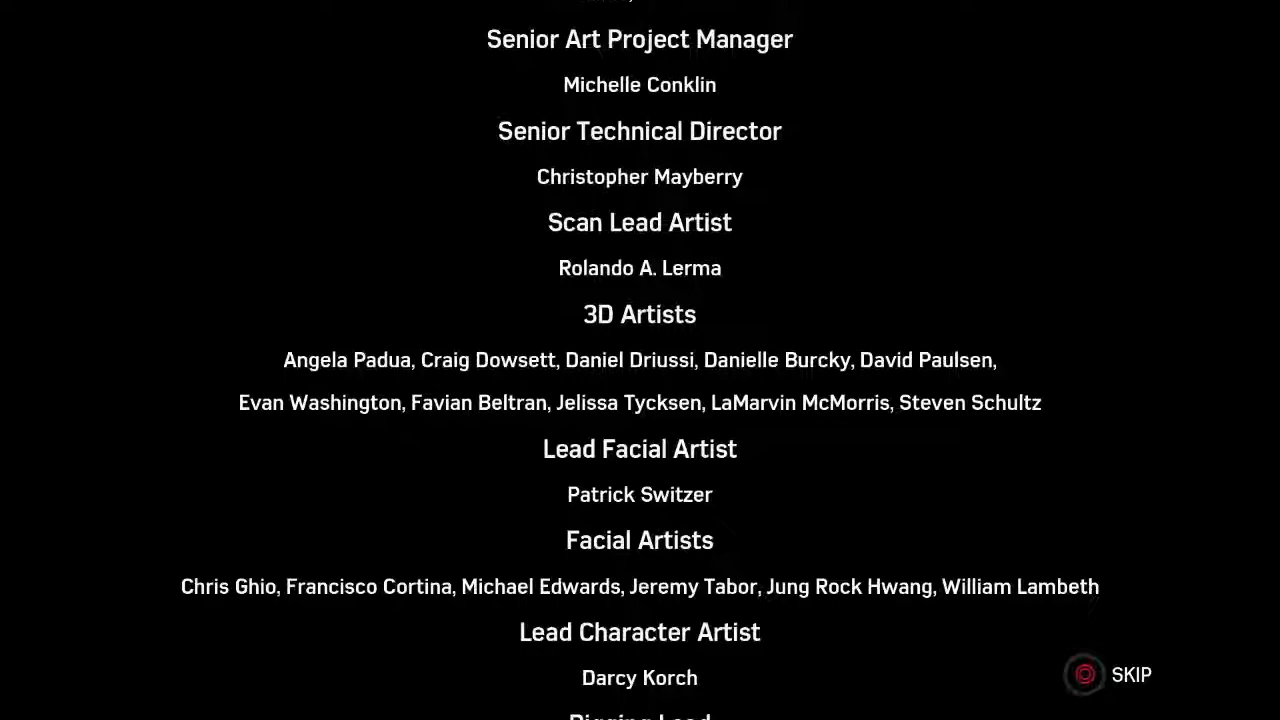 Senior Art Project Manager
Michelle Conklin
Senior Technical Director
Christopher Mayberry
Scan Lead Artist
Rolando A. Lerma
3D Artists
Angela Padua, Craig Dowsett, Daniel Driussi, Danielle Burcky, David Paulsen,
Evan Washington, Favian Beltran, Jelissa Tycksen, LaMarvin McMorris, Steven Schultz
Lead Facial Artist
Patrick Switzer
Facial Artists
Chris Ghio, Francisco Cortina, Michael Edwards, Jeremy Tabor, Jung Rock Hwang, William Lambeth
Lead Character Artist
Darcy Korch
SKIP
Rigging Lead